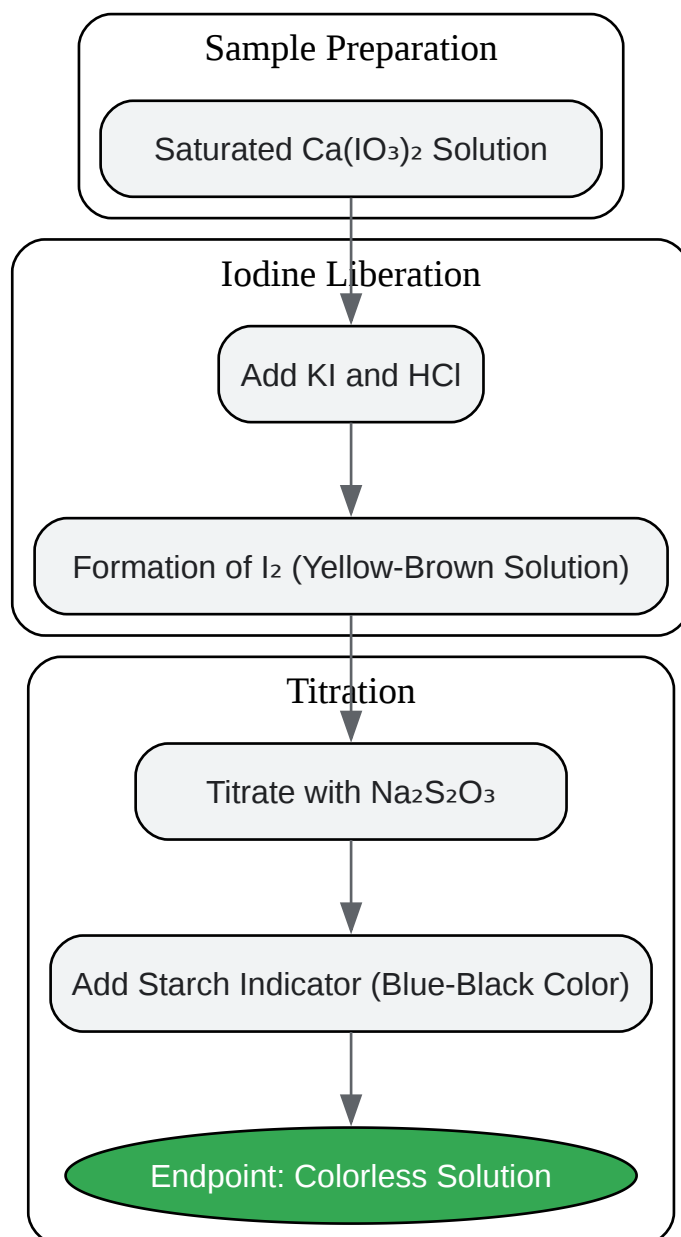 Sample Preparation
Saturated Ca(IO₃)₂ Solution
Iodine Liberation
Add KI and HCl
Formation of I₂ (Yellow-Brown Solution)
Titration
Titrate with Na₂S₂O₃
Add Starch Indicator (Blue-Black Color)
Endpoint: Colorless Solution